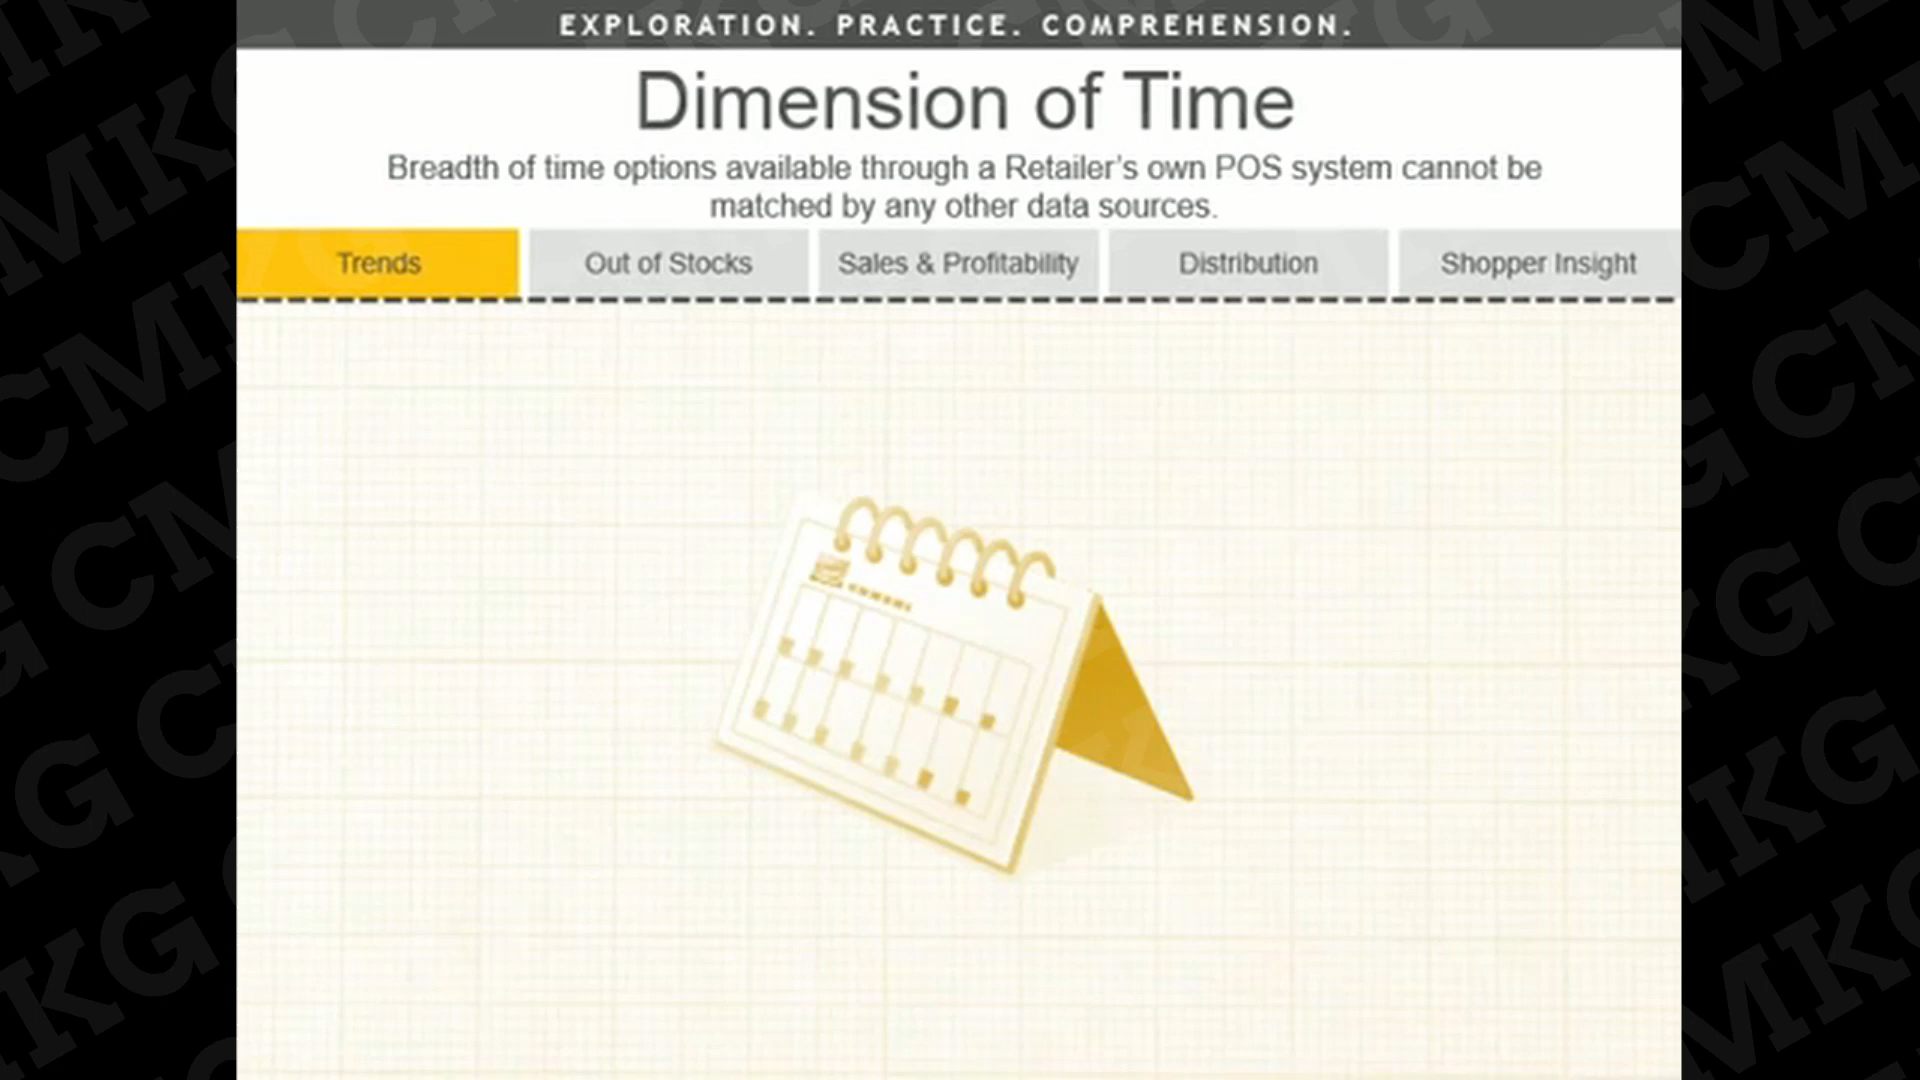 EXPLORATION. PRACTICE. COMPREHENSION.
Dimension of Time
Breadth of time options available through a Retailer's own POS system cannot be
matched by any other data sources.
Trends
Out of Stocks
Sales & Profitability
Distribution
Shopper Insight
CMKG